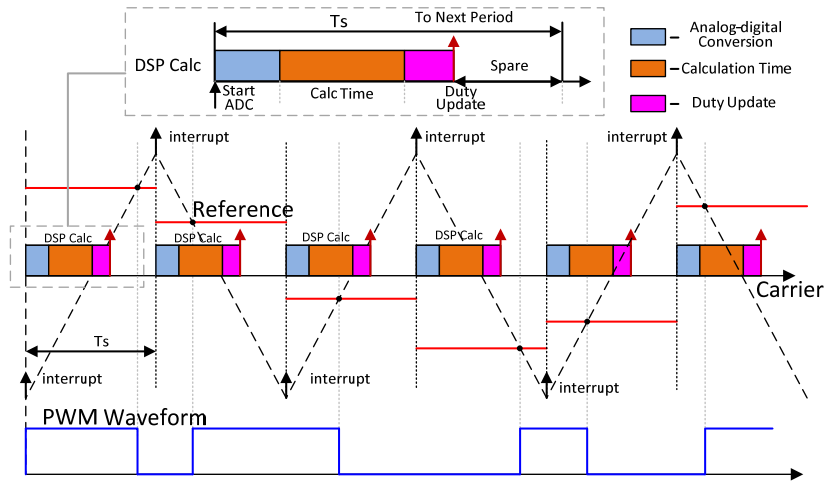 Ts
To Next Period
DSP Calc
Spare
Start
ADC
Calc Time
Duty
Update
Analog-digital
Conversion
Calculation Time
Duty Update
interrupt
interrupt
interrupt
Reference
DSP Calc
DSP Calc
DSP Calc
DSP Calc
Carrier
Ts
interrupt
interrupt
interrupt
PWM Waveform